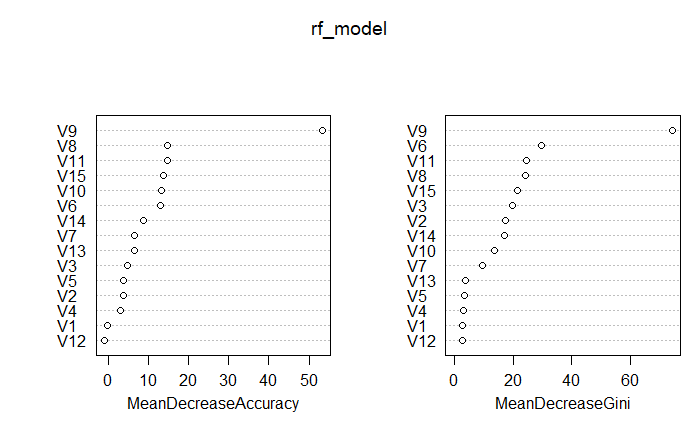 rf_model
V9
V8
V11
V15
V10
V6
V14
V7
V13
V3
V5
V2
V4
V1
V12
0 10 20 30 40 50
MeanDecreaseAccuracy
V9
V6
V11
V8
V15
V3
V2
V14
V10
V7
V13
V5
V4
V1
V12
0 20 40 60
MeanDecreaseGini